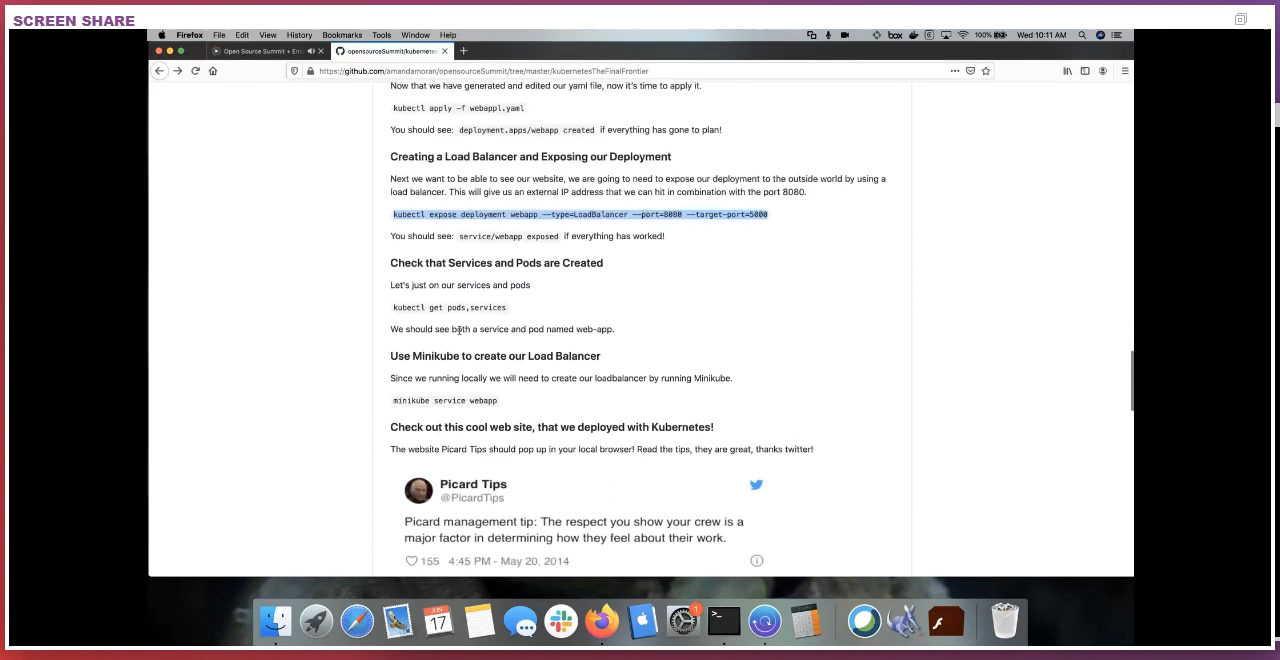 SCREEN SHARE
Firefox File Edit View History Bookmarks Tools Window Help
box 100% Wed 10:11 AM
Open Source Summit + Em
opensourceSummit/kubernetes
https://github.com/amandamoran/opensourceSummit/tree/master/kubernetesTheFinalFrontier
Now that we have generated and edited our yaml file, now it's time to apply it.
kubectl apply -f webappl.yaml
You should see: deployment.apps/webapp created if everything has gone to plan!
Creating a Load Balancer and Exposing our Deployment
Next we want to be able to see our website, we are going to need to expose our deployment to the outside world by using a
load balancer. This will give us an external IP address that we can hit in combination with the port 8080.
kubectl expose deployment webapp --type=LoadBalancer --port=8080 --target-port=5000
You should see: service/webapp exposed if everything has worked!
Check that Services and Pods are Created
Let's just on our services and pods
kubectl get pods,services
We should see both a service and pod named web-app.
Use Minikube to create our Load Balancer
Since we running locally we will need to create our loadbalancer by running Minikube.
minikube service webapp
Check out this cool web site, that we deployed with Kubernetes!
The website Picard Tips should pop up in your local browser! Read the tips, they are great, thanks twitter!
Picard Tips
@PicardTips
Picard management tip: The respect you show your crew is a
major factor in determining how they feel about their work.
155 4:45 PM - May 20, 2014
JUN
17
1